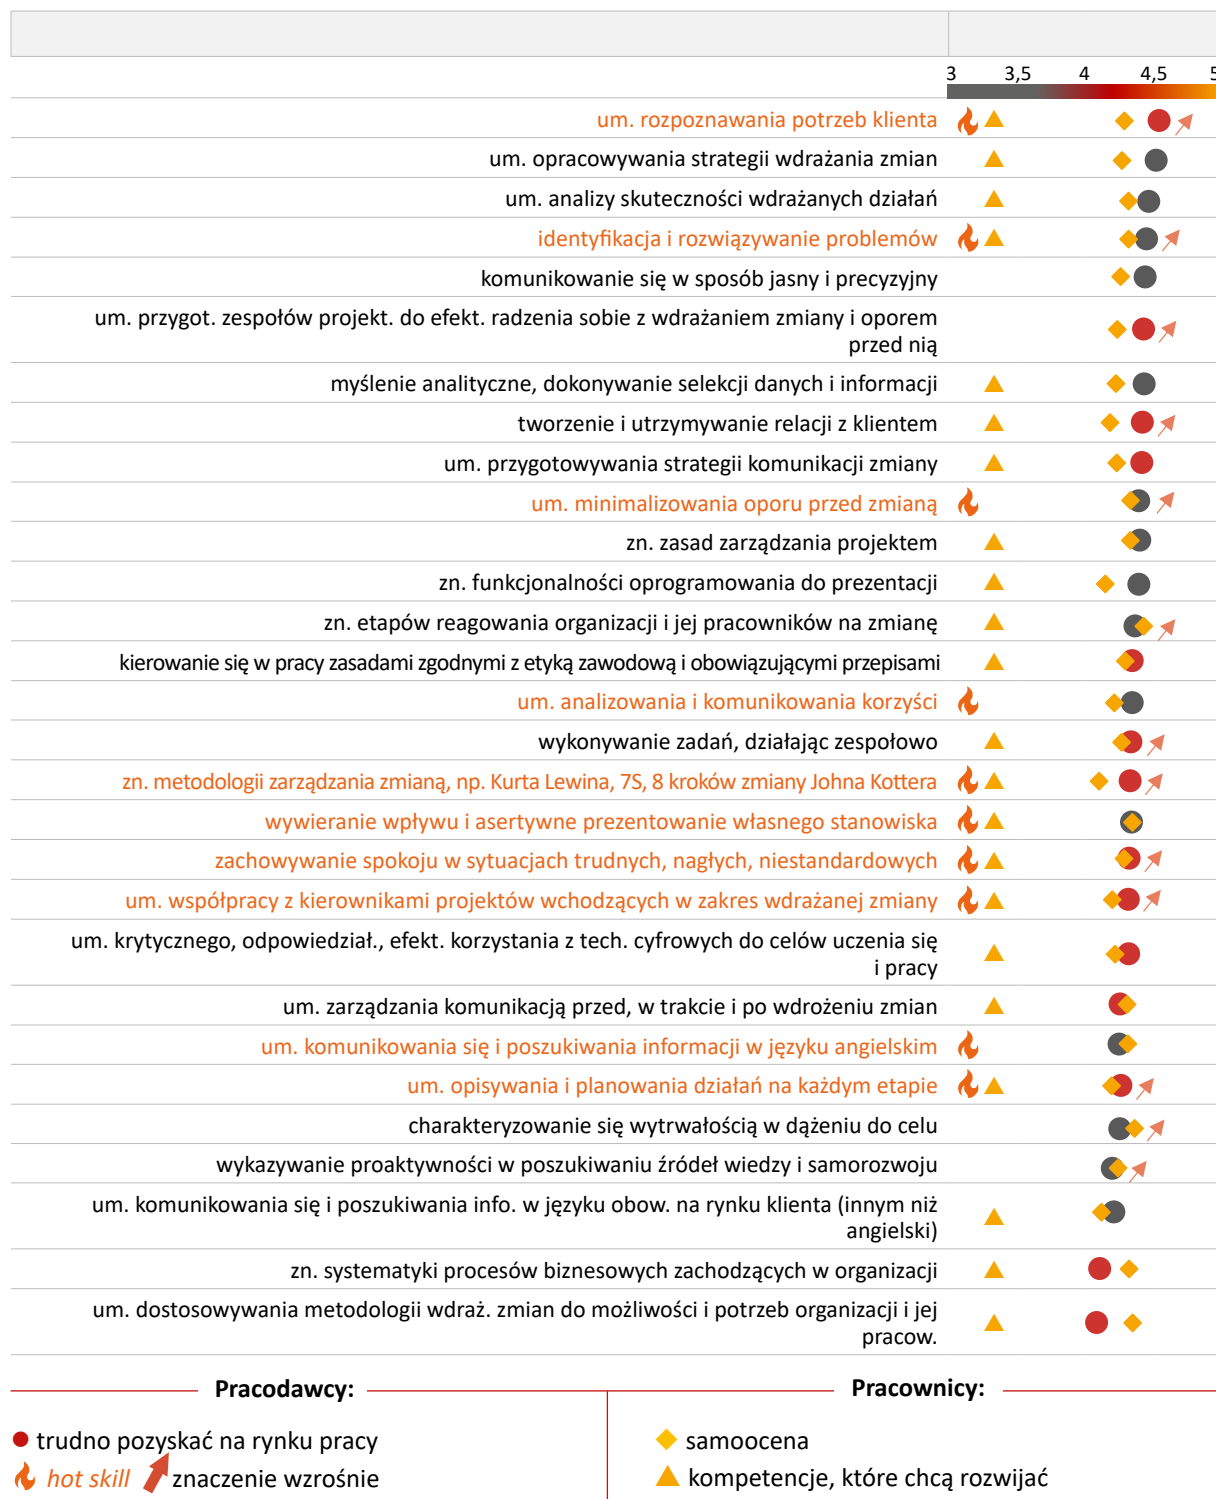 3 3,5 4 4,5 5
um. rozpoznawania potrzeb klienta
um. opracowywania strategii wdrażania zmian
um. analizy skuteczności wdrażanych działań
identyfikacja i rozwiązywanie problemów
komunikowanie się w sposób jasny i precyzyjny
um. przygot. zespołów projekt. do efekt. radzenia sobie z wdrażaniem zmiany i oporem
przed nią
myślenie analityczne, dokonywanie selekcji danych i informacji
tworzenie i utrzymywanie relacji z klientem
um. przygotowywania strategii komunikacji zmiany
um. minimalizowania oporu przed zmianą
zn. zasad zarządzania projektem
zn. funkcjonalności oprogramowania do prezentacji
zn. etapów reagowania organizacji i jej pracowników na zmianę
kierowanie się w pracy zasadami zgodnymi z etyką zawodową i obowiązującymi przepisami
um. analizowania i komunikowania korzyści
wykonywanie zadań, działając zespołowo
zn. metodologii zarządzania zmianą, np. Kurta Lewina, 7S, 8 kroków zmiany Johna Kottera
wywieranie wpływu i asertywne prezentowanie własnego stanowiska
zachowywanie spokoju w sytuacjach trudnych, nagłych, niestandardowych
um. współpracy z kierownikami projektów wchodzących w zakres wdrażanej zmiany
um. krytycznego, odpowiedział., efekt. korzystania z tech. cyfrowych do celów uczenia się
i pracy
um. zarządzania komunikacją przed, w trakcie i po wdrożeniu zmian
um. komunikowania się i poszukiwania informacji w języku angielskim
um. opisywania i planowania działań na każdym etapie
charakteryzowanie się wytrwałością w dążeniu do celu
wykazywanie proaktywności w poszukiwaniu źródeł wiedzy i samorozwoju
um. komunikowania się i poszukiwania info. w języku obow. na rynku klienta (innym niż
angielski)
zn. systematyki procesów biznesowych zachodzących w organizacji
um. dostosowywania metodologii wdraż. zmian do możliwości i potrzeb organizacji i jej
pracow.
Pracodawcy:
trudno pozyskać na rynku pracy
hot skill znaczenie wzrośnie
Pracownicy:
samoocena
kompetencje, które chcą rozwijać